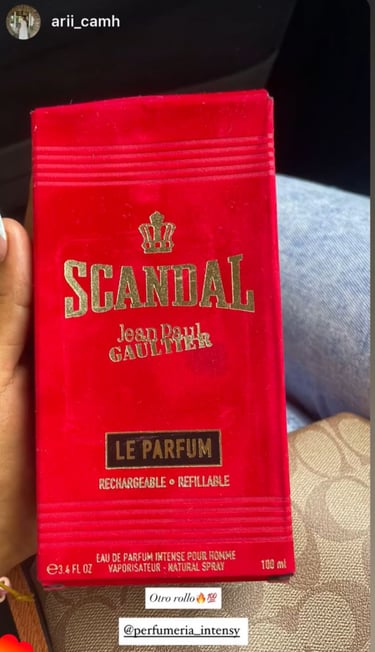 arii_camh
SCANDAL
Jean Paul
GAULTIER
LE PARFUM
RECHARGEABLE • REFILLABLE
EAU DE PARFUM INTENSE POUR HOMME
℮3.4 FL OZ VAPORISATEUR - NATURAL SPRAY 100 ml
Otro rollo🔥💯
@perfumeria_intensy